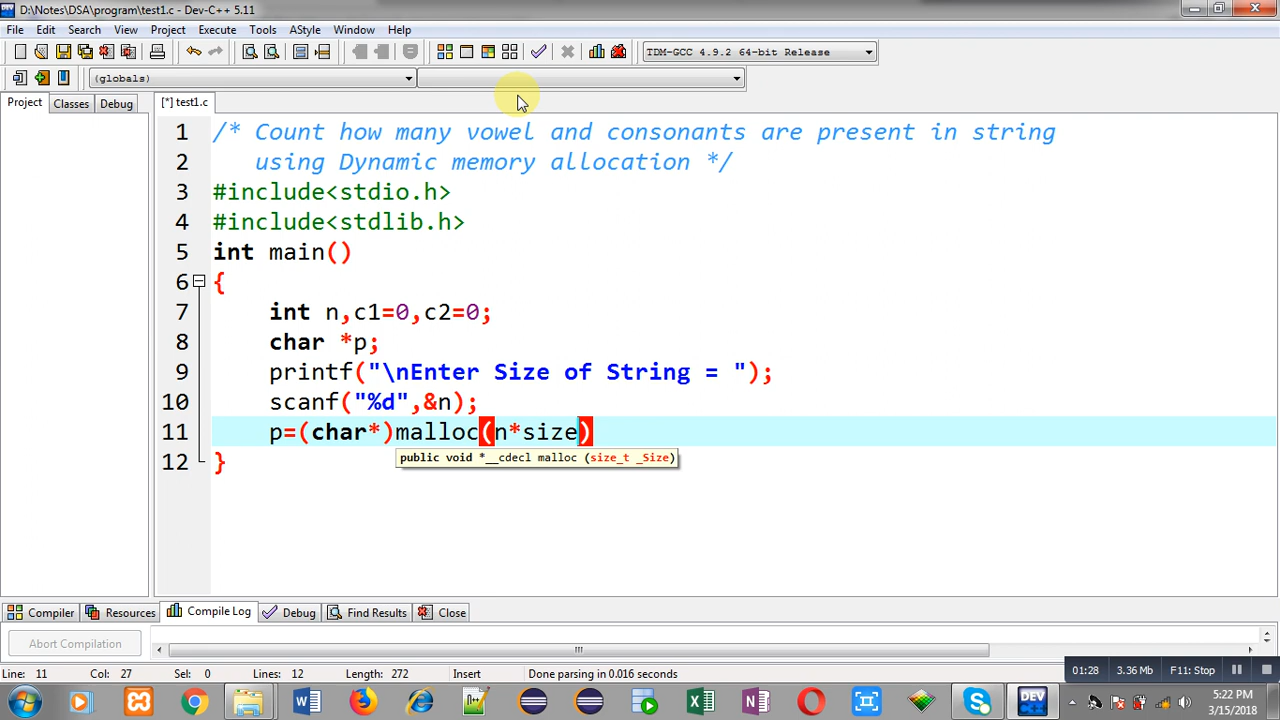 D:\Notes\DSA\program\test1.c - Dev-C++ 5.11
File Edit Search View Project Execute Tools AStyle Window Help
TDM-GCC 4.9.2 64-bit Release
(globals)
Project Classes Debug [*] test1.c
1 /* Count how many vowel and consonants are present in string
2 using Dynamic memory allocation */
3 #include<stdio.h>
4 #include<stdlib.h>
5 int main()
6 {
7 int n,c1=0,c2=0;
8 char *p;
9 printf("\nEnter Size of String = ");
10 scanf("%d",&n);
11 p=(char*)malloc(n*size)
public void *__cdecl malloc (size_t _Size)
12 }
Compiler Resources Compile Log Debug Find Results Close
Abort Compilation
Line: 11 Col: 27 Sel: 0 Lines: 12 Length: 272 Insert Done parsing in 0.016 seconds
01:28 3.36 Mb F11: Stop
DEV
5:22 PM
3/15/2018